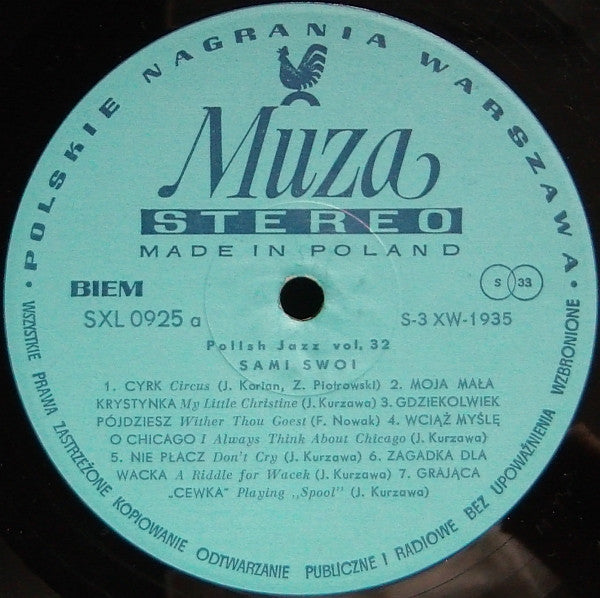 • POLSKIE NAGRANIA WARSZAWA •
Muza
STEREO
MADE IN POLAND
BIEM
S 33
SXL 0925 a
S-3 XW-1935
Polish Jazz vol. 32
SAMI SWOI
1. CYRK Circus (J. Karlan, Z. Piotrowski) 2. MOJA MAŁA
KRYSTYNKA My Little Christine (J. Kurzawa) 3. GDZIEKOLWIEK
PÓJDZIESZ Wither Thou Goest (F. Nowak) 4. WCIĄŻ MYŚLĘ
O CHICAGO I Always Think About Chicago (J. Kurzawa)
5. NIE PŁACZ Don't Cry (J. Kurzawa) 6. ZAGADKA DLA
WACKA A Riddle for Wacek (J. Kurzawa) 7. GRAJĄCA
„CEWKA" Playing „Spool" (J. Kurzawa)
WSZYSTKIE PRAWA ZASTRZEŻONE KOPIOWANIE ODTWARZANIE PUBLICZNE I RADIOWE BEZ UPOWAŻNIENIA WZBRONIONE